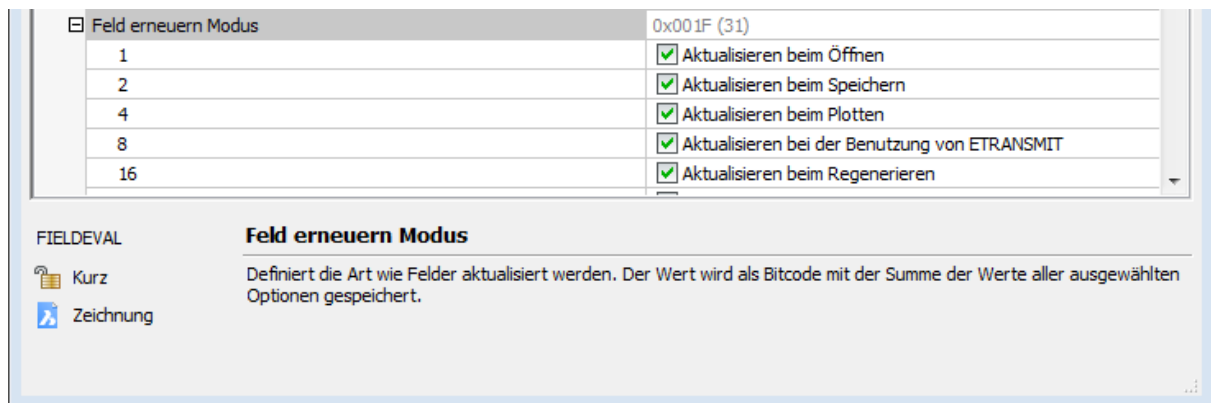 Feld erneuern Modus 0x001F (31)
1 Aktualisieren beim Öffnen
2 Aktualisieren beim Speichern
4 Aktualisieren beim Plotten
8 Aktualisieren bei der Benutzung von ETRANSMIT
16 Aktualisieren beim Regenerieren
FIELDEVAL
Kurz
Zeichnung
Feld erneuern Modus
Definiert die Art wie Felder aktualisiert werden. Der Wert wird als Bitcode mit der Summe der Werte aller ausgewählten
Optionen gespeichert.